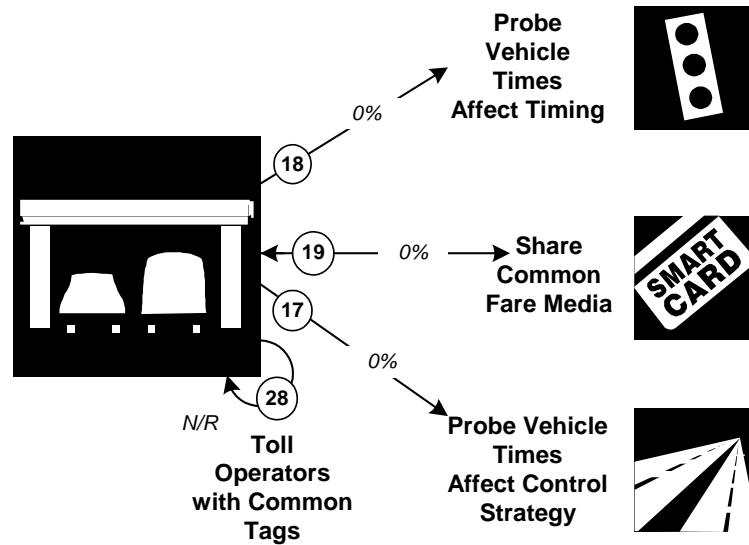 Probe
Vehicle
Times
Affect Timing
0%
18
19
0%
Share
Common
Fare Media
SMART
CARD
17
0%
28
N/R
Toll
Operators
with Common
Tags
Probe Vehicle
Times
Affect Control
Strategy